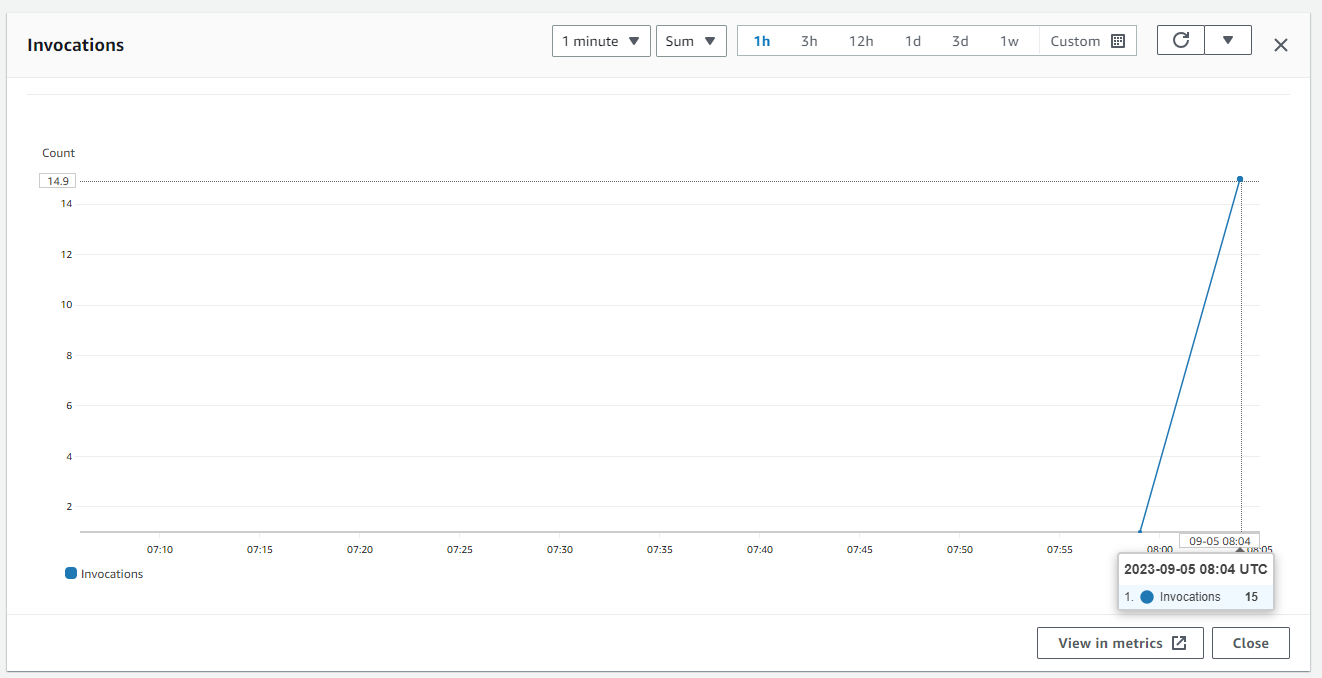 Invocations
1 minute Sum 1h 3h 12h 1d 3d 1w Custom
Count
14.9
14
12
10
8
6
4
2
07:10 07:15 07:20 07:25 07:30 07:35 07:40 07:45 07:50 07:55 08:00 08:05
09-05 08:04
Invocations
2023-09-05 08:04 UTC
1. Invocations 15
View in metrics Close